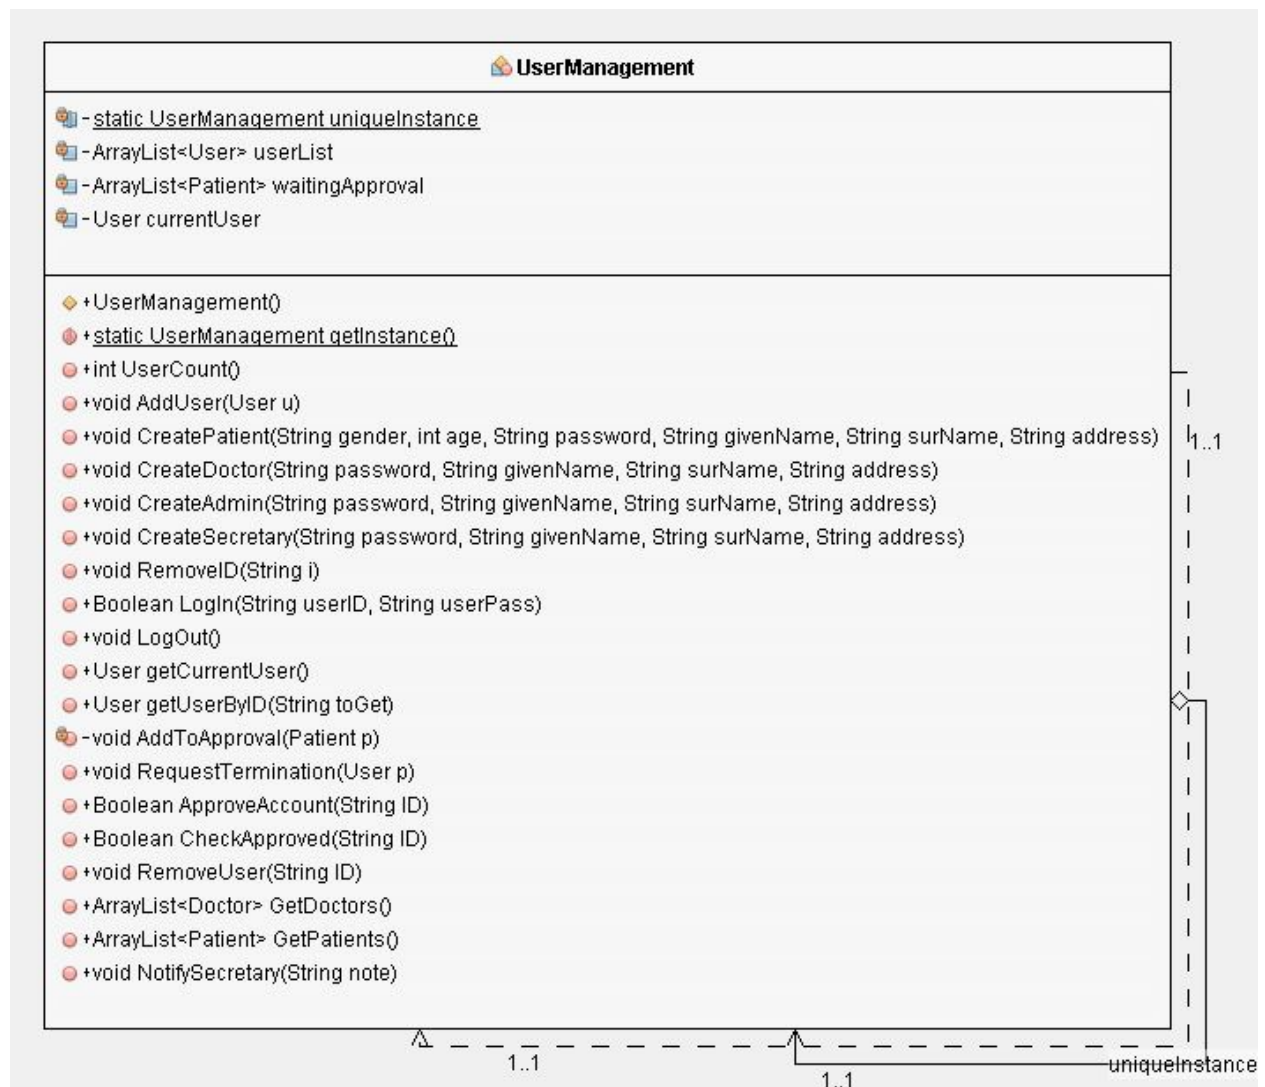 UserManagement
-static UserManagement uniqueInstance
-ArrayList<User> userList
-ArrayList<Patient> waitingApproval
-User currentUser
+UserManagement()
+static UserManagement getInstance()
+int UserCount()
+void AddUser(User u)
+void CreatePatient(String gender, int age, String password, String givenName, String surName, String address)
1..1
+void CreateDoctor(String password, String givenName, String surName, String address)
+void CreateAdmin(String password, String givenName, String surName, String address)
+void CreateSecretary(String password, String givenName, String surName, String address)
+void RemoveID(String i)
+Boolean LogIn(String userID, String userPass)
+void LogOut()
+User getCurrentUser()
+User getUserByID(String toGet)
-void AddToApproval(Patient p)
+void RequestTermination(User p)
+Boolean ApproveAccount(String ID)
+Boolean CheckApproved(String ID)
+void RemoveUser(String ID)
+ArrayList<Doctor> GetDoctors()
+ArrayList<Patient> GetPatients()
+void NotifySecretary(String note)
1..1
uniqueInstance
1..1